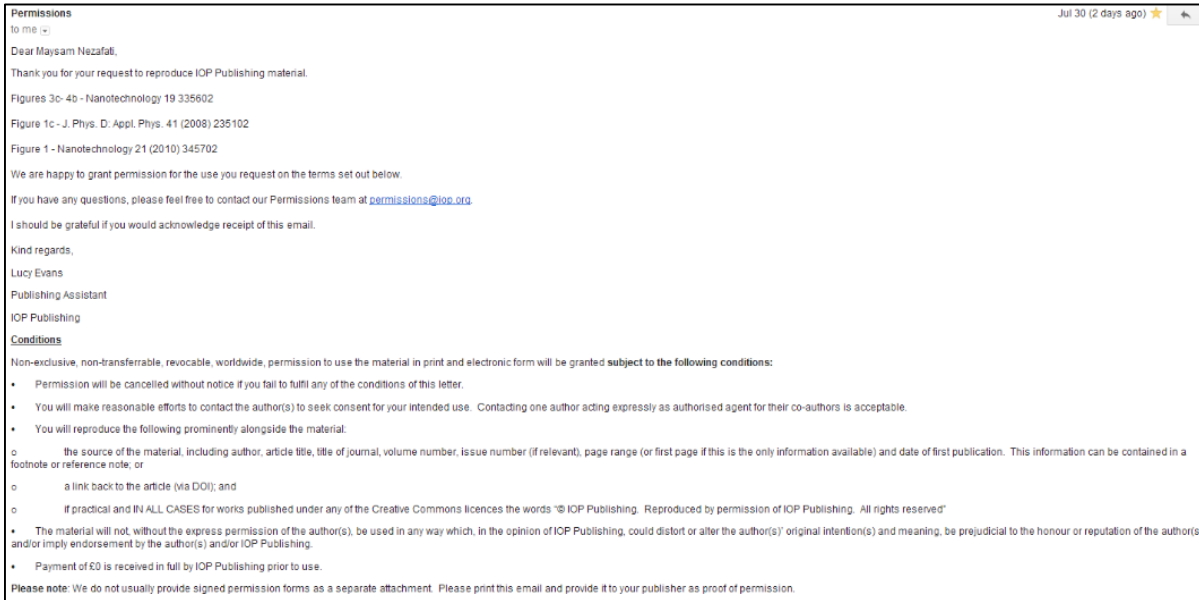 Permissions
Jul 30 (2 days ago)
to me
Dear Maysam Nezafati,
Thank you for your request to reproduce IOP Publishing material.
Figures 3c- 4b - Nanotechnology 19 335602
Figure 1c - J. Phys. D: Appl. Phys. 41 (2008) 235102
Figure 1 - Nanotechnology 21 (2010) 345702
We are happy to grant permission for the use you request on the terms set out below.
If you have any questions, please feel free to contact our Permissions team at permissions@iop.org.
I should be grateful if you would acknowledge receipt of this email.
Kind regards,
Lucy Evans
Publishing Assistant
IOP Publishing
Conditions
Non-exclusive, non-transferrable, revocable, worldwide, permission to use the material in print and electronic form will be granted subject to the following conditions:
• Permission will be cancelled without notice if you fail to fulfil any of the conditions of this letter.
• You will make reasonable efforts to contact the author(s) to seek consent for your intended use. Contacting one author acting expressly as authorised agent for their co-authors is acceptable.
• You will reproduce the following prominently alongside the material:
o the source of the material, including author, article title, title of journal, volume number, issue number (if relevant), page range (or first page if this is the only information available) and date of first publication. This information can be contained in a
footnote or reference note; or
o a link back to the article (via DOI); and
o if practical and IN ALL CASES for works published under any of the Creative Commons licences the words "© IOP Publishing. Reproduced by permission of IOP Publishing. All rights reserved"
• The material will not, without the express permission of the author(s), be used in any way which, in the opinion of IOP Publishing, could distort or alter the author(s)' original intention(s) and meaning, be prejudicial to the honour or reputation of the author(s
and/or imply endorsement by the author(s) and/or IOP Publishing.
• Payment of £0 is received in full by IOP Publishing prior to use.
Please note: We do not usually provide signed permission forms as a separate attachment. Please print this email and provide it to your publisher as proof of permission.